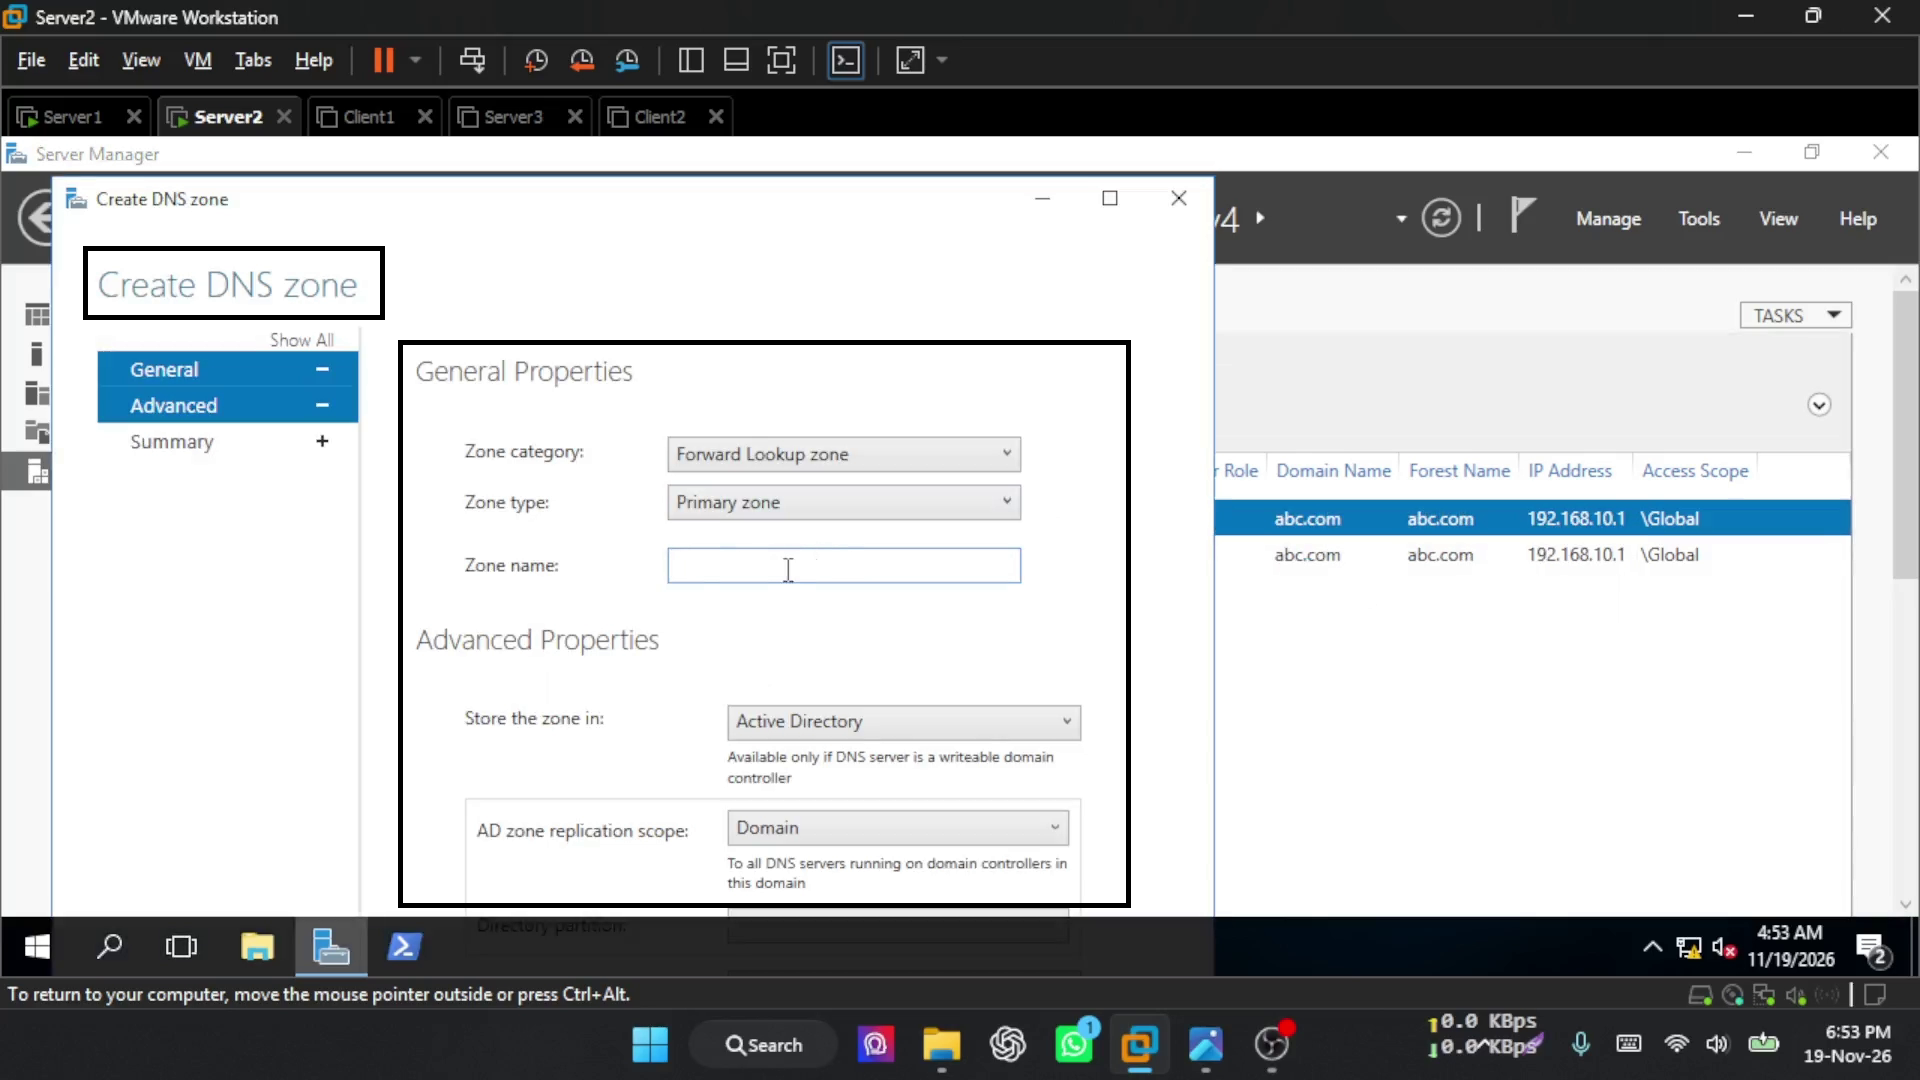 Server2 - VMware Workstation
File Edit View VM Tabs Help
Server1 Server2 Client1 Server3 Client2
Server Manager
Create DNS zone
v4 Manage Tools View Help
Create DNS zone
TASKS
Show All
General
Advanced
Summary
General Properties
Zone category: Forward Lookup zone
Zone type: Primary zone
Zone name:
Role Domain Name Forest Name IP Address Access Scope
abc.com abc.com 192.168.10.1 \Global
abc.com abc.com 192.168.10.1 \Global
Advanced Properties
Store the zone in: Active Directory
Available only if DNS server is a writeable domain
controller
AD zone replication scope: Domain
To all DNS servers running on domain controllers in
this domain
Directory partition:
4:53 AM
11/19/2026
2
To return to your computer, move the mouse pointer outside or press Ctrl+Alt.
Search
1
0.0 KBps
0.0 KBps
6:53 PM
19-Nov-26